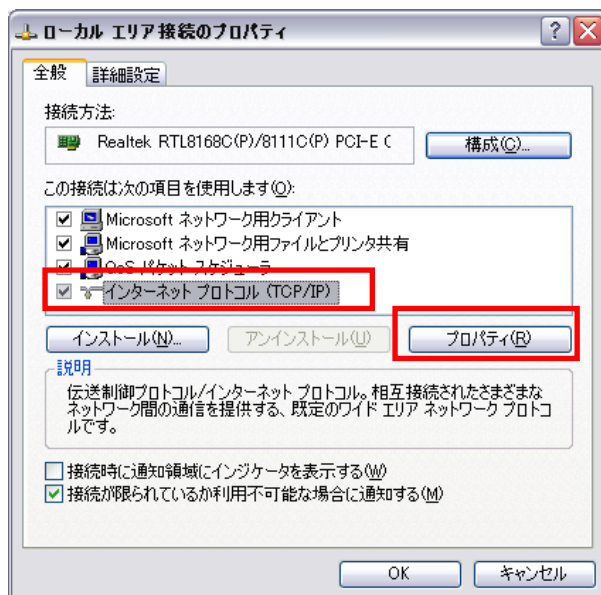 ローカル エリア接続のプロパティ
全般
詳細設定
接続方法:
Realtek RTL8168C(P)/8111C(P) PCI-E (
構成(C)...
この接続は次の項目を使用します(O):
Microsoft ネットワーク用クライアント
Microsoft ネットワーク用ファイルとプリンタ共有
QoS パケット スケジューラ
インターネット プロトコル (TCP/IP)
インストール(N)...
アンインストール(U)
プロパティ(R)
説明
伝送制御プロトコル/インターネット プロトコル。相互接続されたさまざまな
ネットワーク間の通信を提供する、既定のワイド エリア ネットワーク プロトコ
ルです。
接続時に通知領域にインジケータを表示する(W)
接続が限られているか利用不可能な場合に通知する(M)
OK
キャンセル